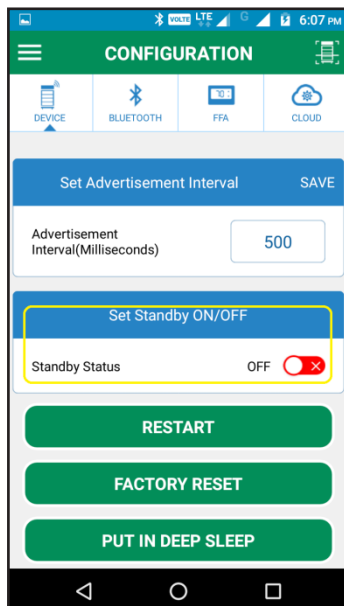 VOLTE LTE G 6:07 PM
CONFIGURATION
DEVICE BLUETOOTH FFA CLOUD
Set Advertisement Interval SAVE
Advertisement
Interval(Milliseconds)
500
Set Standby ON/OFF
Standby Status OFF
RESTART
FACTORY RESET
PUT IN DEEP SLEEP